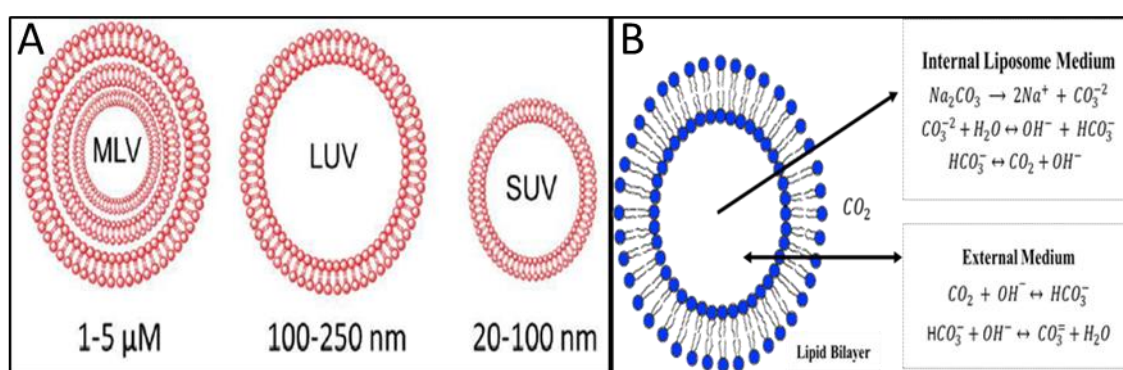 A
MLV
LUV
SUV
1-5 µM
100-250 nm
20-100 nm
B
Internal Liposome Medium
Na₂CO₃ → 2Na⁺ + CO₃⁻²
CO₃⁻² + H₂O ↔ OH⁻ + HCO₃⁻
HCO₃⁻ ↔ CO₂ + OH⁻
CO₂
External Medium
CO₂ + OH⁻ ↔ HCO₃⁻
HCO₃⁻ + OH⁻ ↔ CO₃⁼ + H₂O
Lipid Bilayer